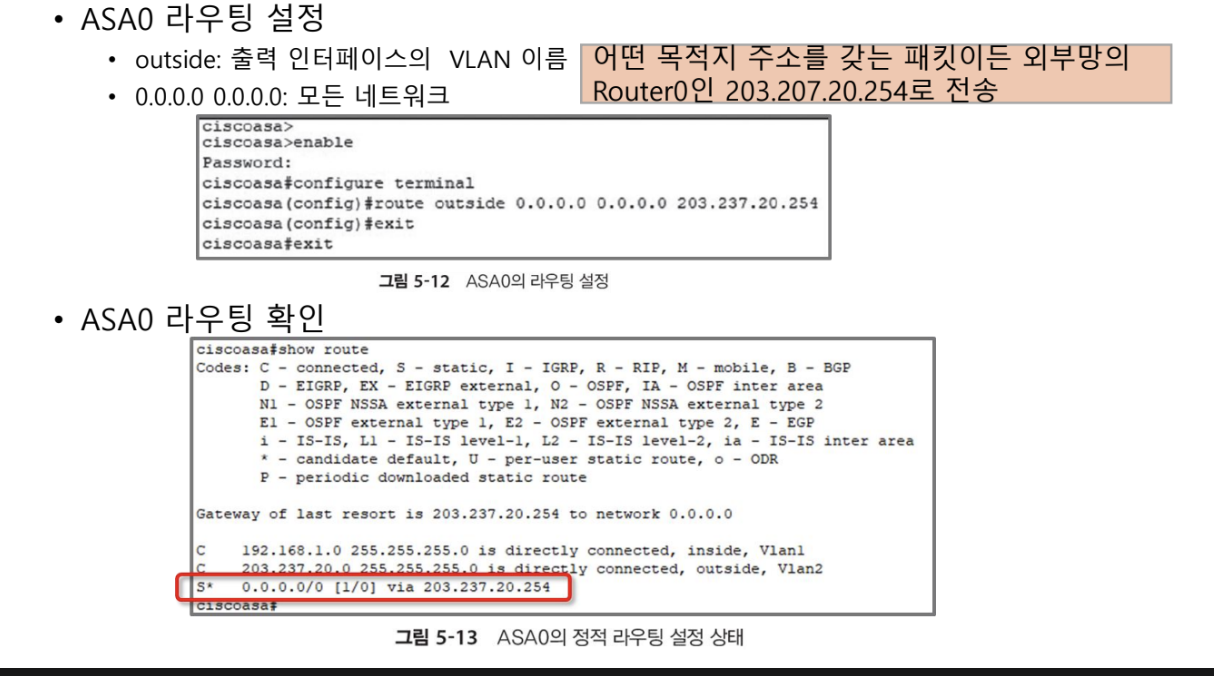 • ASA0 라우팅 설정
• outside: 출력 인터페이스의 VLAN 이름
• 0.0.0.0 0.0.0.0: 모든 네트워크
어떤 목적지 주소를 갖는 패킷이든 외부망의
Router0인 203.207.20.254로 전송
ciscoasa>
ciscoasa>enable
Password:
ciscoasa#configure terminal
ciscoasa(config)#route outside 0.0.0.0 0.0.0.0 203.237.20.254
ciscoasa(config)#exit
ciscoasa#exit
그림 5-12 ASA0의 라우팅 설정
• ASA0 라우팅 확인
ciscoasa#show route
Codes: C - connected, S - static, I - IGRP, R - RIP, M - mobile, B - BGP
D - EIGRP, EX - EIGRP external, O - OSPF, IA - OSPF inter area
N1 - OSPF NSSA external type 1, N2 - OSPF NSSA external type 2
E1 - OSPF external type 1, E2 - OSPF external type 2, E - EGP
i - IS-IS, L1 - IS-IS level-1, L2 - IS-IS level-2, ia - IS-IS inter area
* - candidate default, U - per-user static route, o - ODR
P - periodic downloaded static route
Gateway of last resort is 203.237.20.254 to network 0.0.0.0
C 192.168.1.0 255.255.255.0 is directly connected, inside, Vlan1
C 203.237.20.0 255.255.255.0 is directly connected, outside, Vlan2
S* 0.0.0.0/0 [1/0] via 203.237.20.254
ciscoasa#
그림 5-13 ASA0의 정적 라우팅 설정 상태